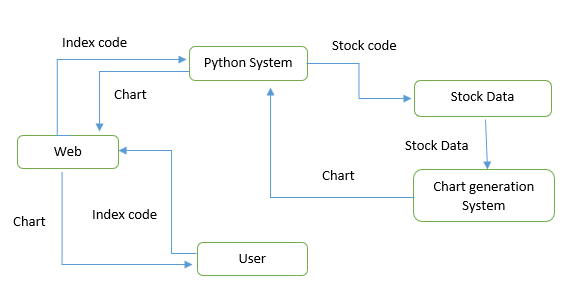 Index code
Stock code
Python System
Chart
Stock Data
Stock Data
Web
Chart
Chart generation
System
Chart
Index code
User